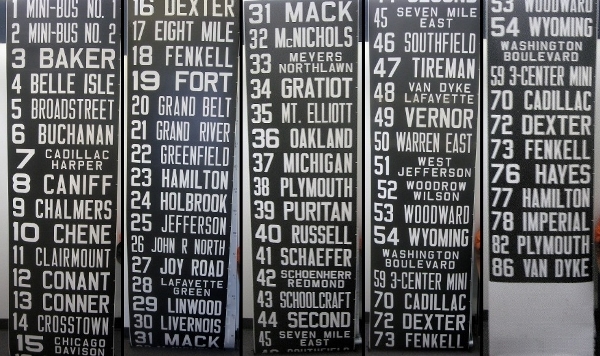 1 MINI-BUS NO. 1
2 MINI-BUS NO. 2
3 BAKER
4 BELLE ISLE
5 BROADSTREET
6 BUCHANAN
7 CADILLAC
HARPER
8 CANIFF
9 CHALMERS
10 CHENE
11 CLAIRMOUNT
12 CONANT
13 CONNER
14 CROSSTOWN
15 CHICAGO
DAVISON
16 DEXTER
17 EIGHT MILE
18 FENKELL
19 FORT
20 GRAND BELT
21 GRAND RIVER
22 GREENFIELD
23 HAMILTON
24 HOLBROOK
25 JEFFERSON
26 JOHN R NORTH
27 JOY ROAD
28 LAFAYETTE
GREEN
29 LINWOOD
30 LIVERNOIS
31 MACK
31 MACK
32 McNICHOLS
33 MEYERS
NORTHLAWN
34 GRATIOT
35 MT. ELLIOTT
36 OAKLAND
37 MICHIGAN
38 PLYMOUTH
39 PURITAN
40 RUSSELL
41 SCHAEFER
42 SCHOENHERR
REDMOND
43 SCHOOLCRAFT
44 SECOND
45 SEVEN MILE
EAST
46 SOUTHFIELD
44 SECOND
45 SEVEN MILE
EAST
46 SOUTHFIELD
47 TIREMAN
48 VAN DYKE
LAFAYETTE
49 VERNOR
50 WARREN EAST
51 WEST
JEFFERSON
52 WOODROW
WILSON
53 WOODWARD
54 WYOMING
WASHINGTON
BOULEVARD
59 3-CENTER MINI
70 CADILLAC
72 DEXTER
73 FENKELL
53 WOODWARD
54 WYOMING
WASHINGTON
BOULEVARD
59 3-CENTER MINI
70 CADILLAC
72 DEXTER
73 FENKELL
76 HAYES
77 HAMILTON
78 IMPERIAL
82 PLYMOUTH
86 VAN DYKE